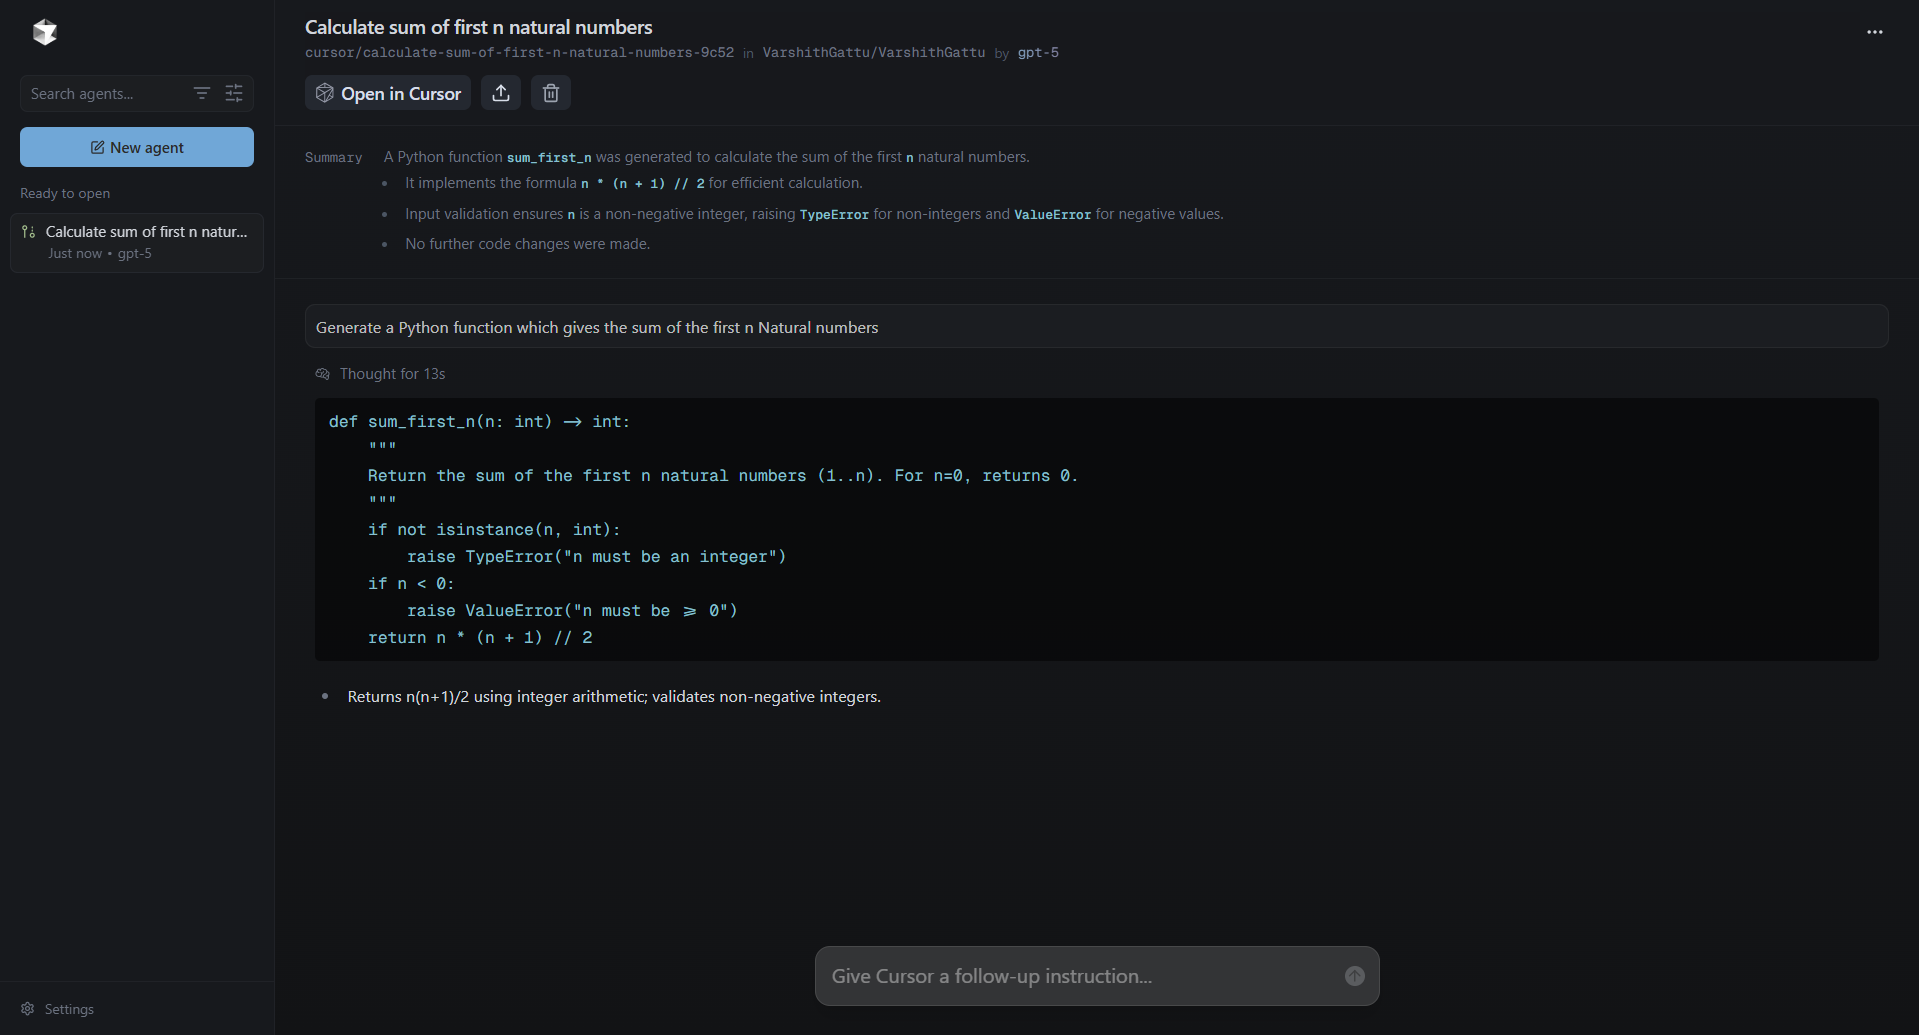 Search agents...
New agent
Ready to open
Calculate sum of first n natur...
Just now • gpt-5
Settings
Calculate sum of first n natural numbers
cursor/calculate-sum-of-first-n-natural-numbers-9c52 in VarshithGattu/VarshithGattu by gpt-5
Open in Cursor
Summary A Python function sum_first_n was generated to calculate the sum of the first n natural numbers.
• It implements the formula n * (n + 1) // 2 for efficient calculation.
• Input validation ensures n is a non-negative integer, raising TypeError for non-integers and ValueError for negative values.
• No further code changes were made.
Generate a Python function which gives the sum of the first n Natural numbers
Thought for 13s
def sum_first_n(n: int) -> int:
    """
    Return the sum of the first n natural numbers (1..n). For n=0, returns 0.
    """
    if not isinstance(n, int):
        raise TypeError("n must be an integer")
    if n < 0:
        raise ValueError("n must be >= 0")
    return n * (n + 1) // 2
• Returns n(n+1)/2 using integer arithmetic; validates non-negative integers.
Give Cursor a follow-up instruction...